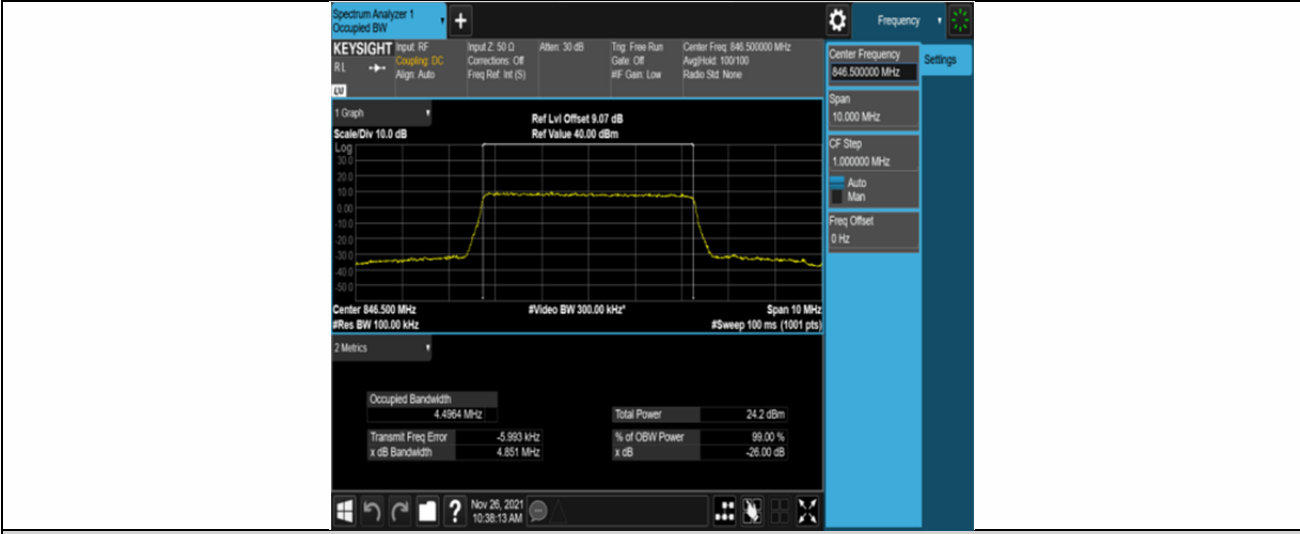 Spectrum Analyzer 1
Occupied BW
+
Frequency
KEYSIGHT Input: RF
RL Coupling: DC
Align: Auto
LXI
Input Z: 50 Ω
Corrections: Off
Freq Ref: Int (S)
Atten: 30 dB
Trig: Free Run
Gate: Off
#IF Gain: Low
Center Freq: 846.500000 MHz
Avg|Hold: 100/100
Radio Std: None
Center Frequency
846.500000 MHz
Settings
Span
10.000 MHz
CF Step
1.000000 MHz
Auto
Man
Freq Offset
0 Hz
1 Graph
Ref Lvl Offset 9.07 dB
Scale/Div 10.0 dB
Ref Value 40.00 dBm
Log
30.0
20.0
10.0
0.00
-10.0
-20.0
-30.0
-40.0
-50.0
Center 846.500 MHz
#Video BW 300.00 kHz*
Span 10 MHz
#Res BW 100.00 kHz
#Sweep 100 ms (1001 pts)
2 Metrics
Occupied Bandwidth
4.4964 MHz
Total Power 24.2 dBm
Transmit Freq Error -5.993 kHz
% of OBW Power 99.00 %
x dB Bandwidth 4.851 MHz
x dB -26.00 dB
?
Nov 26, 2021
10:38:13 AM